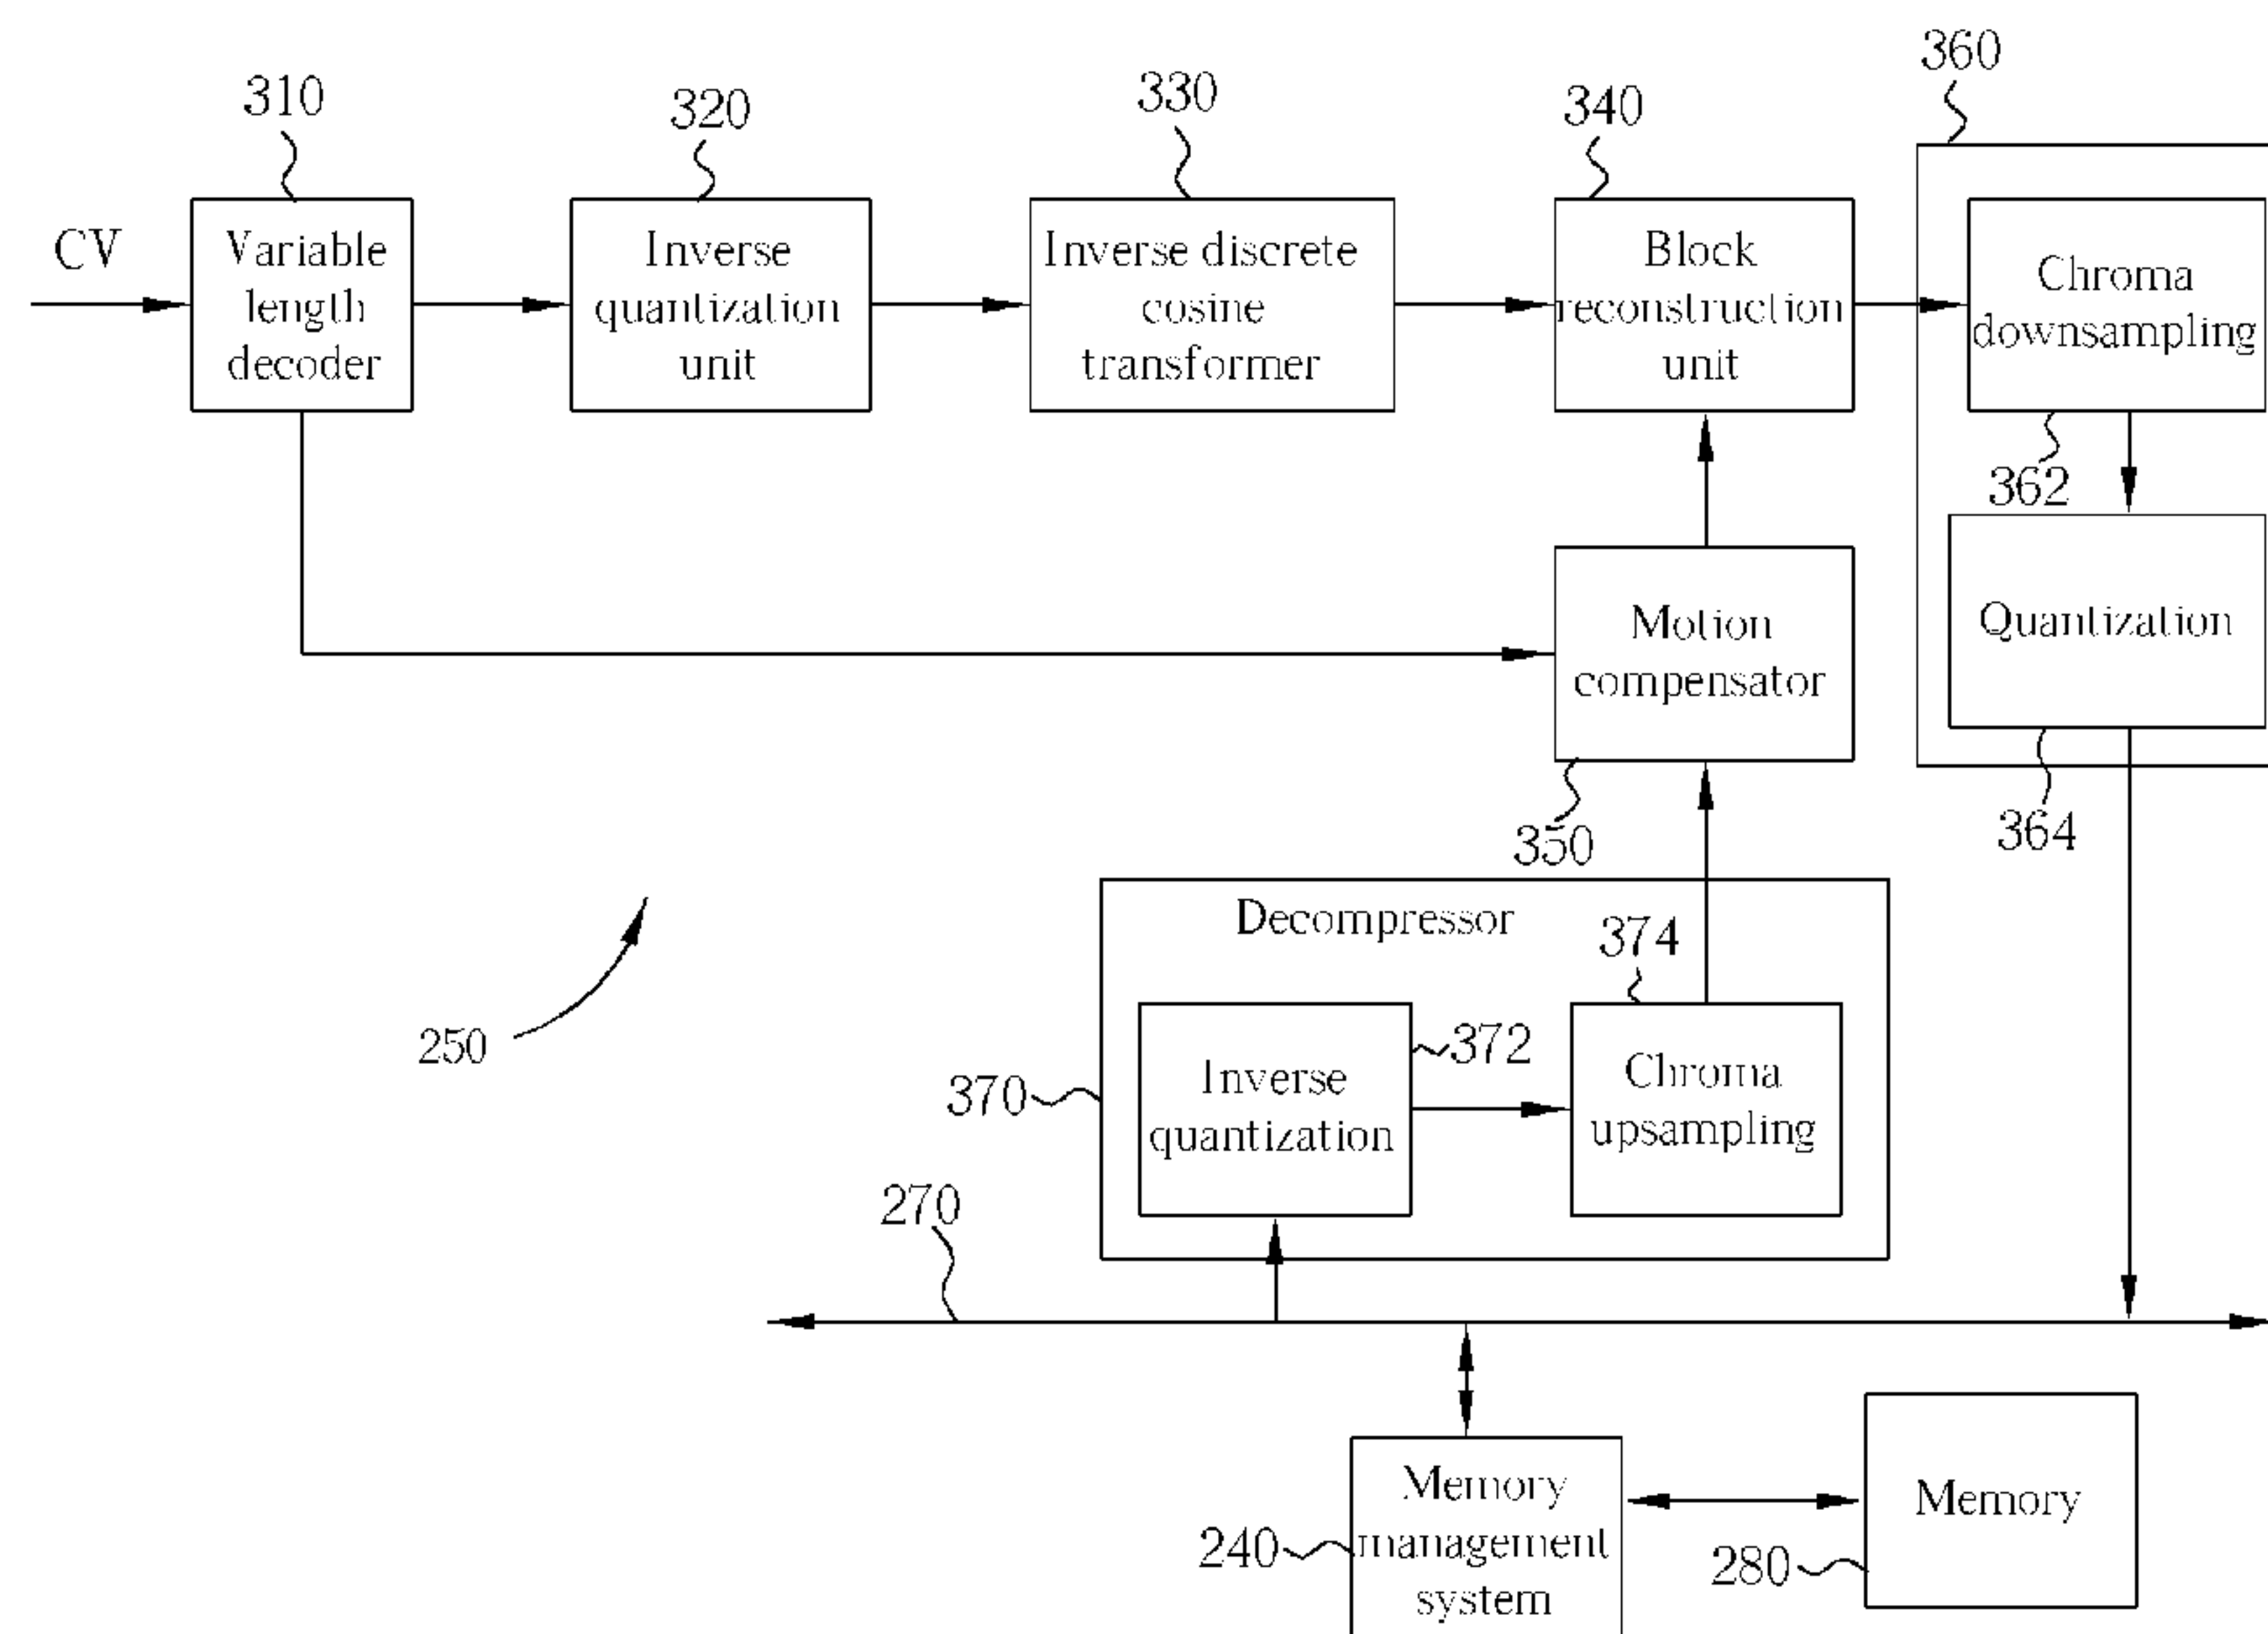 360
310
320
330
340
CV
Variable
length
decoder
Inverse
quantization
unit
Inverse discrete
cosine
transformer
Block
reconstruction
unit
Chroma
downsampling
362
Quantization
364
Motion
compensator
350
Decompressor
374
250
370
Inverse
quantization
372
Chroma
upsampling
270
Memory
management
system
240
Memory
280